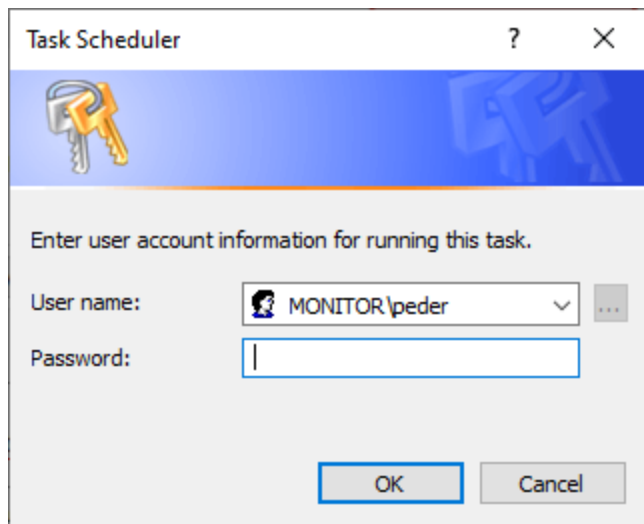 Task Scheduler ?
Enter user account information for running this task.
User name: MONITOR\peder ...
Password:
OK Cancel